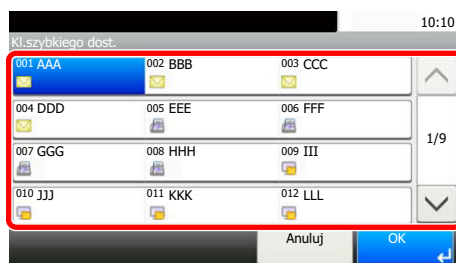 10:10
Kl.szybkiego dost.
001 AAA 002 BBB 003 CCC
004 DDD 005 EEE 006 FFF
1/9
007 GGG 008 HHH 009 III
010 JJJ 011 KKK 012 LLL
Anuluj OK